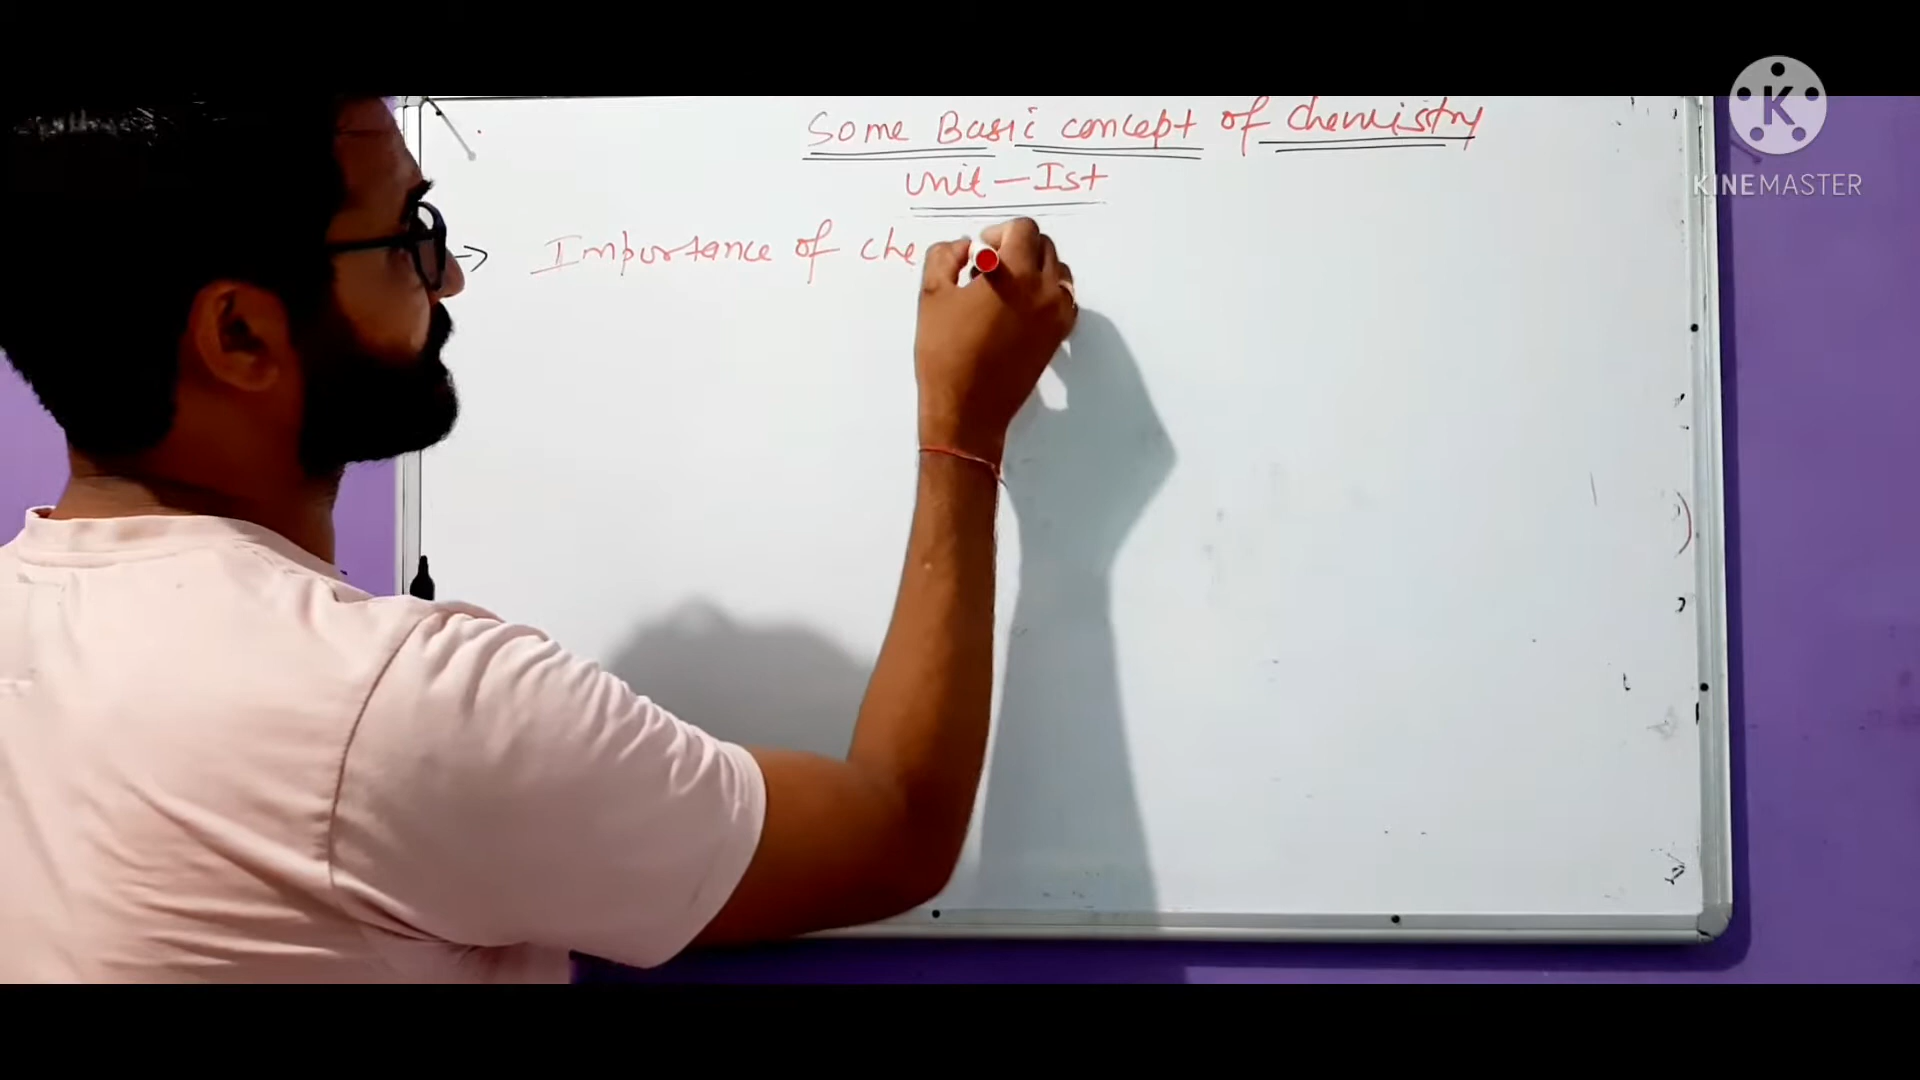 Some Basic concept of chemistry
unit - Ist
→ Importance of che
KINEMASTER